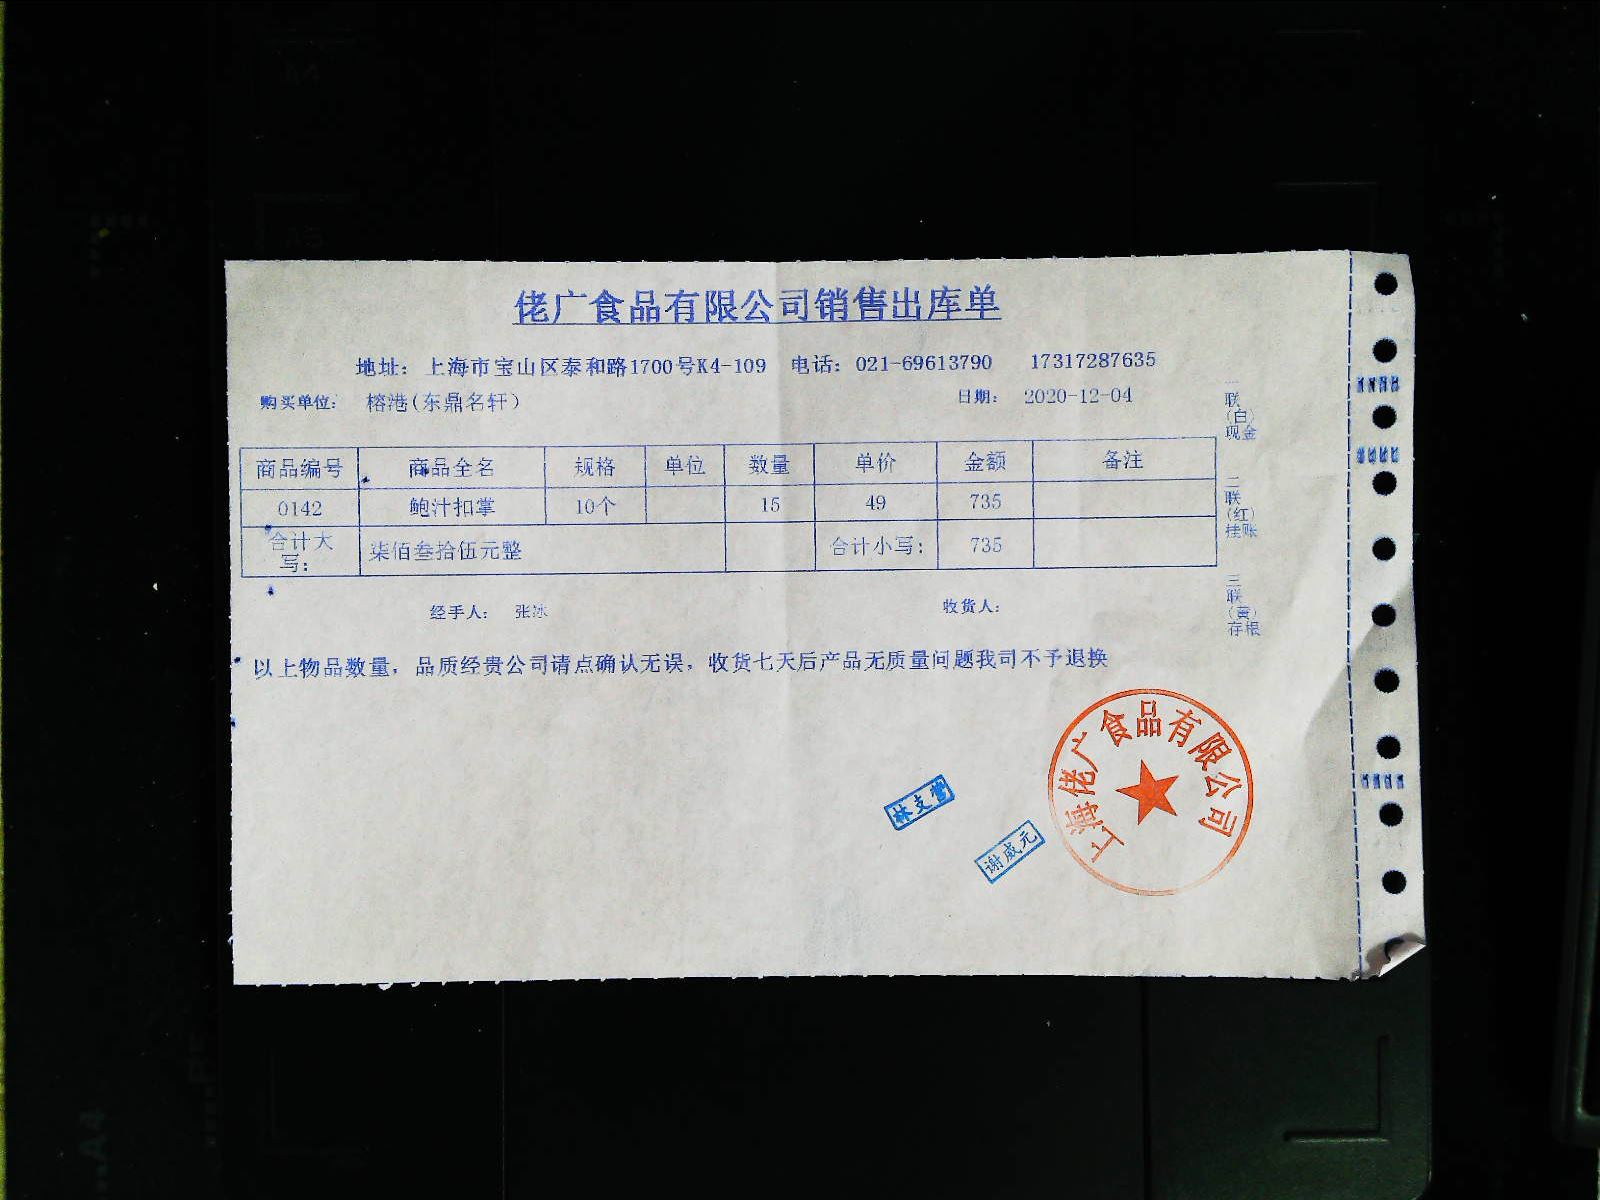 佬广食品有限公司销售出库单
地址：上海市宝山区泰和路1700号K4-109 电话：021-69613790 17317287635
购买单位： 榕港(东鼎名轩) 日期： 2020-12-04
商品编号 商品全名 规格 单位 数量 单价 金额 备注
0142 鲍汁扣掌 10个 15 49 735
合计大写： 柒佰叁拾伍元整 合计小写： 735
经手人： 张冰 收货人：
以上物品数量，品质经贵公司请点确认无误，收货七天后产品无质量问题我司不予退换
一联(白)现金
二联(红)挂账
三联(黄)存根
林支营
谢威元
上海佬广食品有限公司